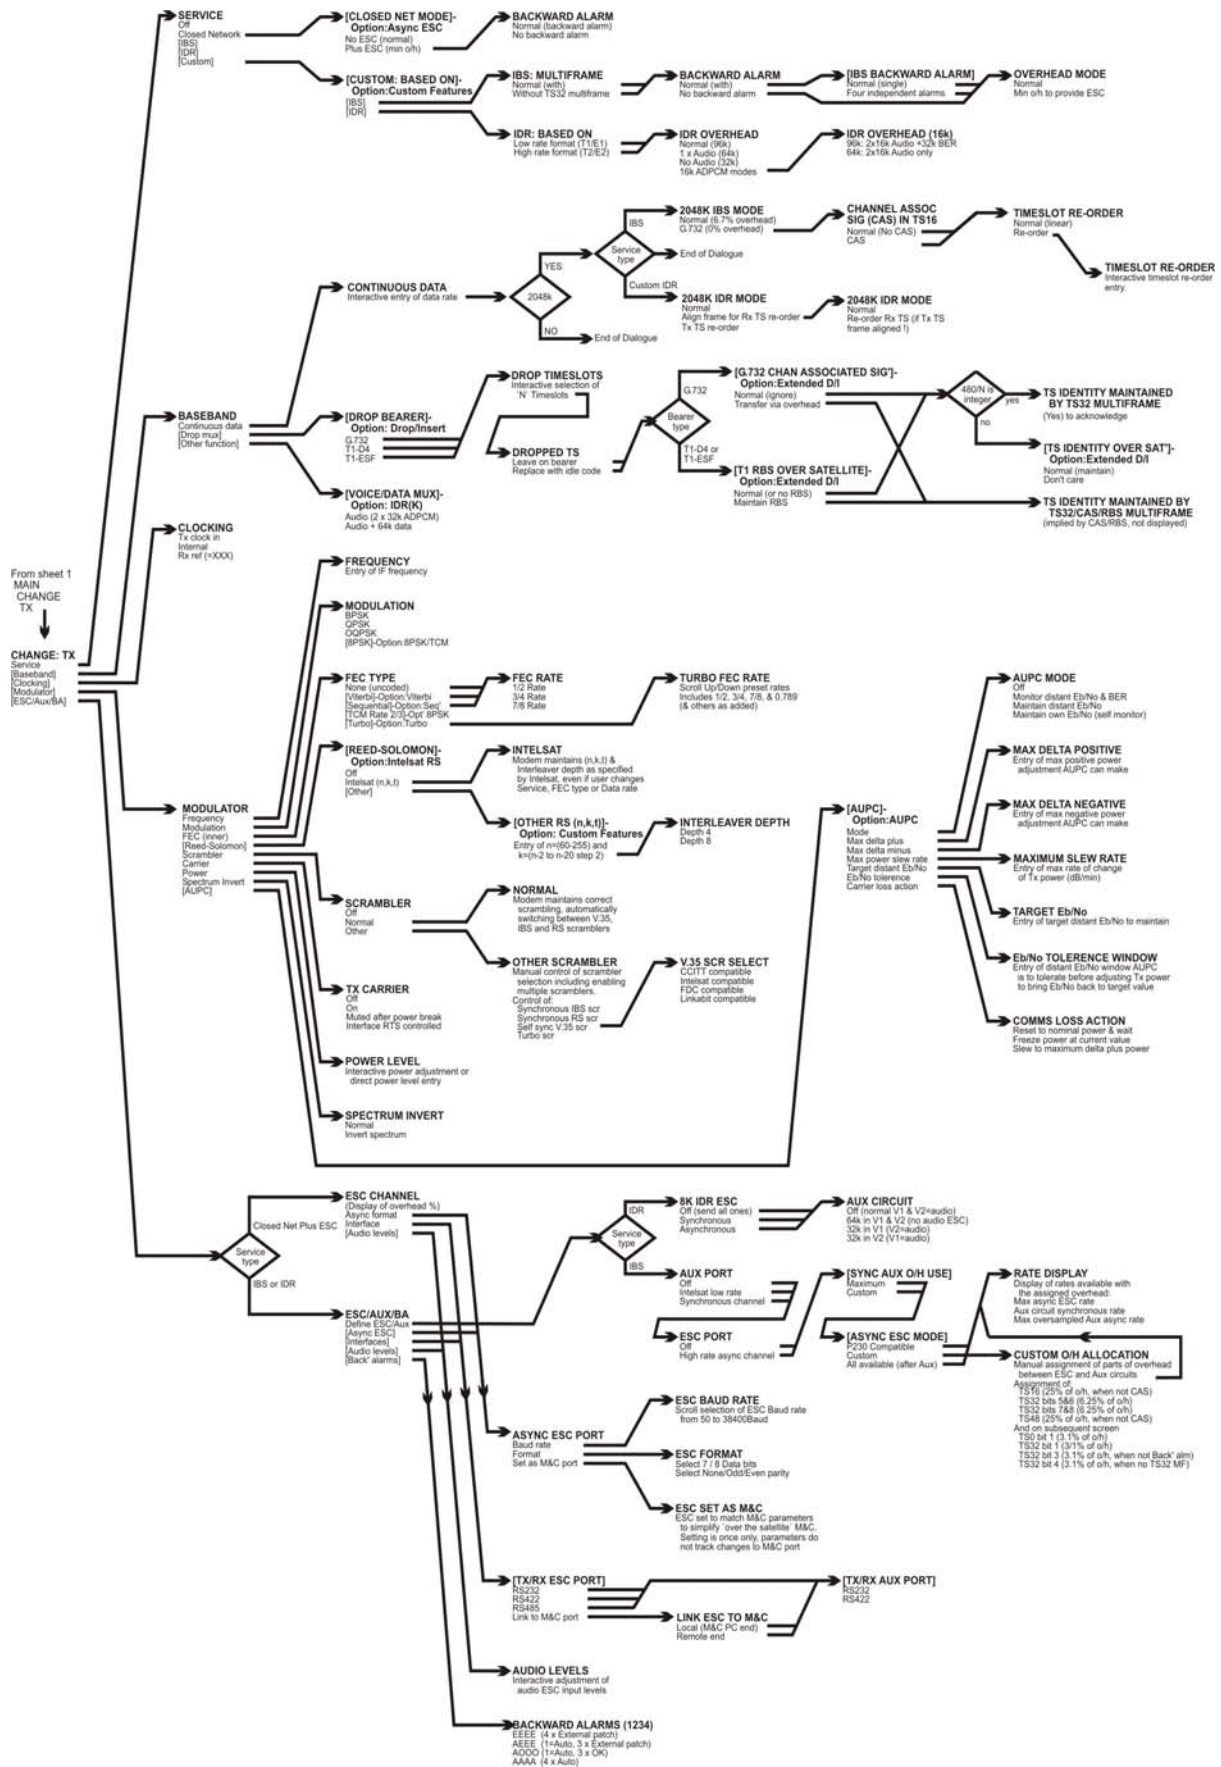 SERVICE
Off
Closed Network
[IBS]
[IDR]
[Custom]
[CLOSED NET MODE]-
Option:Async ESC
No ESC (normal)
Plus ESC (min o/h)
BACKWARD ALARM
Normal (backward alarm)
No backward alarm
[CUSTOM: BASED ON]-
Option:Custom Features
[IBS]
[IDR]
IBS: MULTIFRAME
Normal (with)
Without TS32 multiframe
BACKWARD ALARM
Normal (with)
No backward alarm
[IBS BACKWARD ALARM]
Normal (single)
Four independent alarms
OVERHEAD MODE
Normal
Min o/h to provide ESC
IDR: BASED ON
Low rate format (T1/E1)
High rate format (T2/E2)
IDR OVERHEAD
Normal (96k)
1 x Audio (64k)
No Audio (32k)
16k ADPCM modes
IDR OVERHEAD (16k)
96k: 2x16k Audio +32k BER
64k: 2x16k Audio only
CONTINUOUS DATA
Interactive entry of data rate
2048k
YES
NO
End of Dialogue
Service
type
IBS
End of Dialogue
Custom IDR
2048K IBS MODE
Normal (6.7% overhead)
G.732 (0% overhead)
CHANNEL ASSOC
SIG (CAS) IN TS16
Normal (No CAS)
CAS
TIMESLOT RE-ORDER
Normal (linear)
Re-order
TIMESLOT RE-ORDER
Interactive timeslot re-order
entry.
2048K IDR MODE
Normal
Align frame for Rx TS re-order
Tx TS re-order
2048K IDR MODE
Normal
Re-order Rx TS (if Tx TS
frame aligned !)
BASEBAND
Continuous data
[Drop mux]
[Other function]
[DROP BEARER]-
Option: Drop/Insert
G.732
T1-D4
T1-ESF
DROP TIMESLOTS
Interactive selection of
`N' Timeslots
DROPPED TS
Leave on bearer
Replace with idle code
G.732
Bearer
type
T1-D4 or
T1-ESF
[G.732 CHAN ASSOCIATED SIG']-
Option:Extended D/I
Normal (ignore)
Transfer via overhead
[T1 RBS OVER SATELLITE]-
Option:Extended D/I
Normal (or no RBS)
Maintain RBS
480/N is
integer
yes
no
TS IDENTITY MAINTAINED
BY TS32 MULTIFRAME
(Yes) to acknowledge
[TS IDENTITY OVER SAT']-
Option:Extended D/I
Normal (maintain)
Don't care
TS IDENTITY MAINTAINED BY
TS32/CAS/RBS MULTIFRAME
(implied by CAS/RBS, not displayed)
[VOICE/DATA MUX]-
Option: IDR(K)
Audio (2 x 32k ADPCM)
Audio + 64k data
CLOCKING
Tx clock in
Internal
Rx ref (=XXX)
From sheet 1
MAIN
CHANGE
TX
CHANGE: TX
Service
[Baseband]
[Clocking]
[Modulator]
[ESC/Aux/BA]
FREQUENCY
Entry of IF frequency
MODULATION
BPSK
QPSK
OQPSK
[8PSK]-Option:8PSK/TCM
FEC TYPE
None (uncoded)
[Viterbi]-Option:Viterbi
[Sequential]-Option:Seq'
[TCM Rate 2/3]-Opt' 8PSK
[Turbo]-Option:Turbo
FEC RATE
1/2 Rate
3/4 Rate
7/8 Rate
TURBO FEC RATE
Scroll Up/Down preset rates
Includes 1/2, 3/4, 7/8, & 0.789
(& others as added)
[REED-SOLOMON]-
Option:Intelsat RS
Off
Intelsat (n,k,t)
[Other]
INTELSAT
Modem maintains (n,k,t) &
Interleaver depth as specified
by Intelsat, even if user changes
Service, FEC type or Data rate
[OTHER RS (n,k,t)]-
Option: Custom Features
Entry of n=(60-255) and
k=(n-2 to n-20 step 2)
INTERLEAVER DEPTH
Depth 4
Depth 8
MODULATOR
Frequency
Modulation
FEC (inner)
[Reed-Solomon]
Scrambler
Carrier
Power
Spectrum Invert
[AUPC]
SCRAMBLER
Off
Normal
Other
NORMAL
Modem maintains correct
scrambling, automatically
switching between V.35,
IBS and RS scramblers
OTHER SCRAMBLER
Manual control of scrambler
selection including enabling
multiple scramblers.
Control of:
Synchronous IBS scr
Synchronous RS scr
Self sync V.35 scr
Turbo scr
V.35 SCR SELECT
CCITT compatible
Intelsat compatible
FDC compatible
Linkabit compatible
TX CARRIER
Off
On
Muted after power break
Interface RTS controlled
POWER LEVEL
Interactive power adjustment or
direct power level entry
SPECTRUM INVERT
Normal
Invert spectrum
[AUPC]-
Option:AUPC
Mode
Max delta plus
Max delta minus
Max power slew rate
Target distant Eb/No
Eb/No tolerence
Carrier loss action
AUPC MODE
Off
Monitor distant Eb/No & BER
Maintain distant Eb/No
Maintain own Eb/No (self monitor)
MAX DELTA POSITIVE
Entry of max positive power
adjustment AUPC can make
MAX DELTA NEGATIVE
Entry of max negative power
adjustment AUPC can make
MAXIMUM SLEW RATE
Entry of max rate of change
of Tx power (dB/min)
TARGET Eb/No
Entry of target distant Eb/No to maintain
Eb/No TOLERENCE WINDOW
Entry of distant Eb/No window AUPC
is to tolerate before adjusting Tx power
to bring Eb/No back to target value
COMMS LOSS ACTION
Reset to nominal power & wait
Freeze power at current value
Slew to maximum delta plus power
Closed Net Plus ESC
Service
type
IBS or IDR
ESC CHANNEL
(Display of overhead %)
Async format
Interface
[Audio levels]
ESC/AUX/BA
Define ESC/Aux
[Async ESC]
[Interfaces]
[Audio levels]
[Back' alarms]
IDR
Service
type
IBS
8K IDR ESC
Off (send all ones)
Synchronous
Asynchronous
AUX CIRCUIT
Off (normal V1 & V2=audio)
64k in V1 & V2 (no audio ESC)
32k in V1 (V2=audio)
32k in V2 (V1=audio)
AUX PORT
Off
Intelsat low rate
Synchronous channel
ESC PORT
Off
High rate async channel
[SYNC AUX O/H USE]
Maximum
Custom
[ASYNC ESC MODE]
P230 Compatible
Custom
All available (after Aux)
RATE DISPLAY
Display of rates available with
the assigned overhead:
Max async ESC rate
Aux circuit synchronous rate
Max oversampled Aux async rate
CUSTOM O/H ALLOCATION
Manual assignment of parts of overhead
between ESC and Aux circuits
Assignment of:
TS16 (25% of o/h, when not CAS)
TS32 bits 5&6 (6.25% of o/h)
TS32 bits 7&8 (6.25% of o/h)
TS48 (25% of o/h, when not CAS)
And on subsequent screen
TS0 bit 1 (3.1% of o/h)
TS32 bit 1 (3/1% of o/h)
TS32 bit 3 (3.1% of o/h, when not Back' alm)
TS32 bit 4 (3.1% of o/h, when no TS32 MF)
ASYNC ESC PORT
Baud rate
Format
Set as M&C port
ESC BAUD RATE
Scroll selection of ESC Baud rate
from 50 to 38400Baud
ESC FORMAT
Select 7 / 8 Data bits
Select None/Odd/Even parity
ESC SET AS M&C
ESC set to match M&C parameters
to simplify `over the satellite` M&C.
Setting is once only, parameters do
not track changes to M&C port
[TX/RX ESC PORT]
RS232
RS422
RS485
Link to M&C port
LINK ESC TO M&C
Local (M&C PC end)
Remote end
[TX/RX AUX PORT]
RS232
RS422
AUDIO LEVELS
Interactive adjustment of
audio ESC input levels
BACKWARD ALARMS (1234)
EEEE (4 x External patch)
AEEE (1=Auto, 3 x External patch)
AOOO (1=Auto, 3 x OK)
AAAA (4 x Auto)